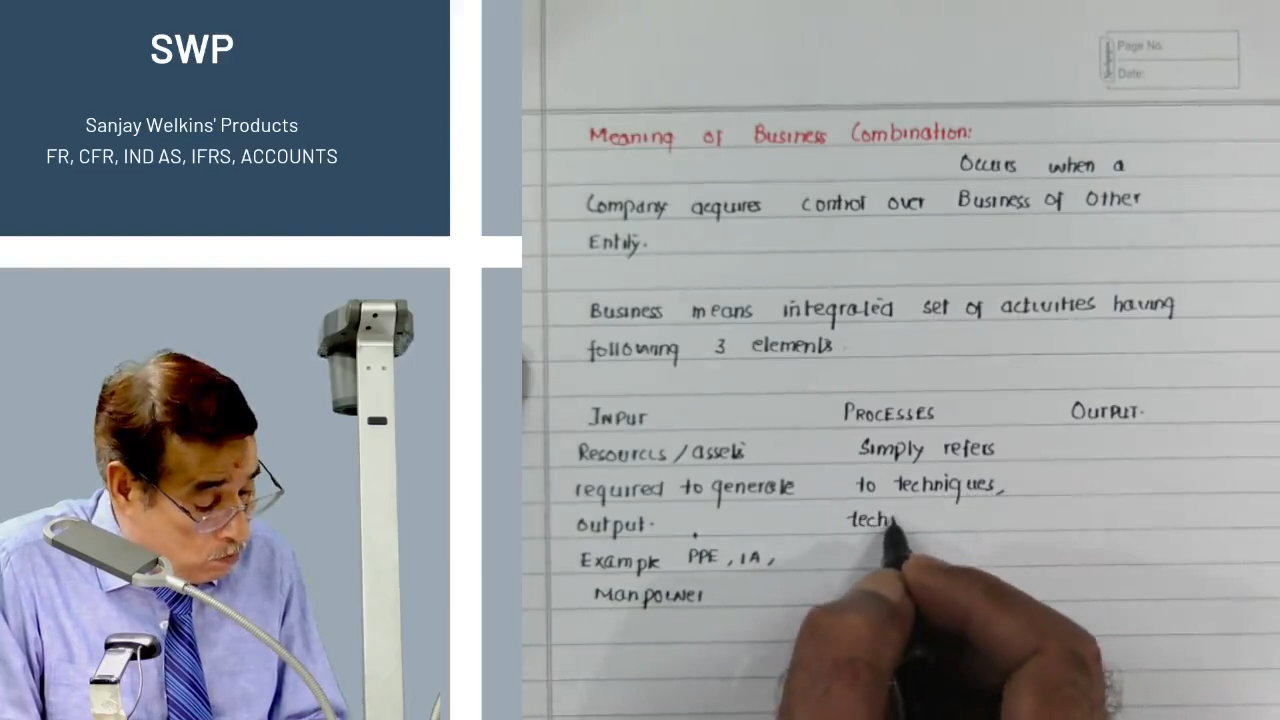 SWP
Sanjay Welkins' Products
FR, CFR, IND AS, IFRS, ACCOUNTS
Page No.
Date:
Meaning of Business Combination:
Occurs when a
Company acquires control over Business of Other
Entity.
Business means integrated set of activities having
following 3 elements
INPUT PROCESSES OUTPUT.
Resources / assets Simply refers
required to generate to techniques,
output. tech
Example PPE, IA,
Manpower